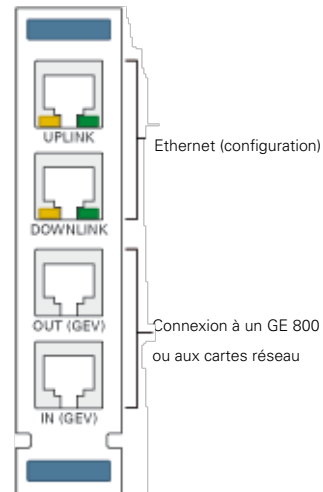 UPLINK
Ethernet (configuration)
DOWNLINK
OUT (GEV)
Connexion à un GE 800
ou aux cartes réseau
IN (GEV)